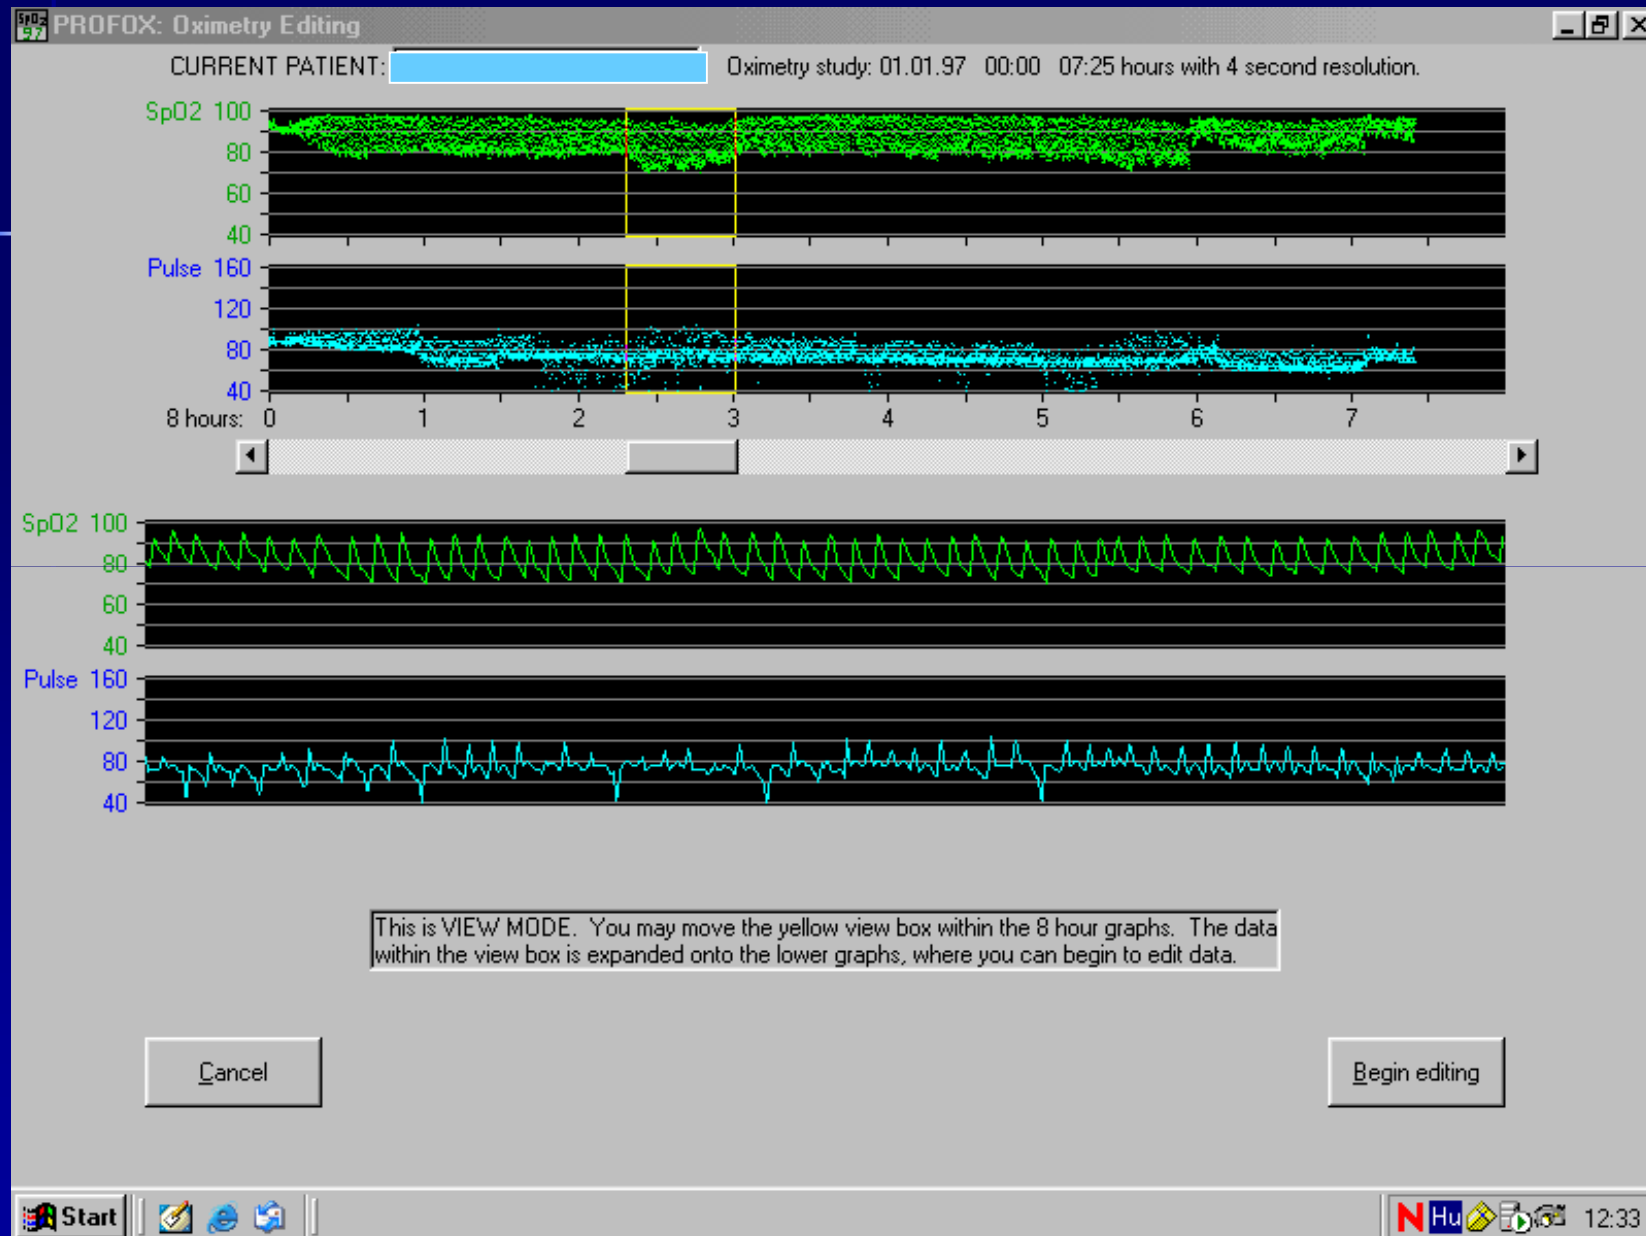 SpO2 97 PROFOX: Oximetry Editing
CURRENT PATIENT: Oximetry study: 01.01.97 00:00 07:25 hours with 4 second resolution.
SpO2 100
80
60
40
Pulse 160
120
80
40
8 hours: 0 1 2 3 4 5 6 7
SpO2 100
80
60
40
Pulse 160
120
80
40
This is VIEW MODE. You may move the yellow view box within the 8 hour graphs. The data
within the view box is expanded onto the lower graphs, where you can begin to edit data.
Cancel Begin editing
Start N Hu 12:33